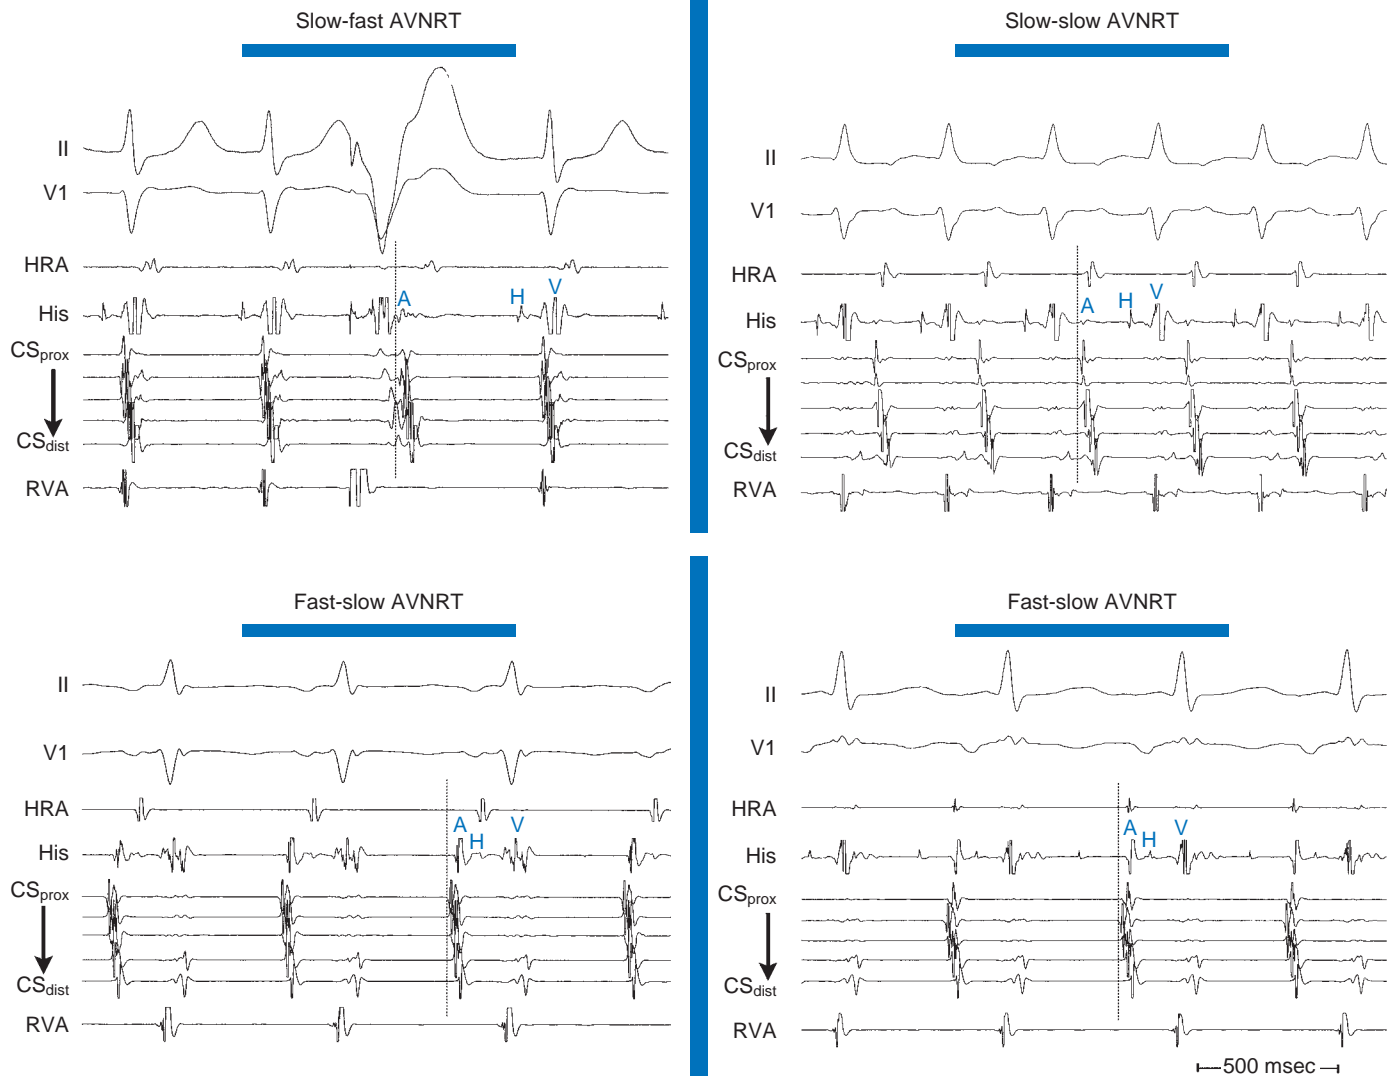 Slow-fast AVNRT
II
V1
HRA
His
A
H
V
CSprox
CSdist
RVA
Slow-slow AVNRT
II
V1
HRA
His
A
H
V
CSprox
CSdist
RVA
Fast-slow AVNRT
II
V1
HRA
His
A
H
V
CSprox
CSdist
RVA
Fast-slow AVNRT
II
V1
HRA
His
A
H
V
CSprox
CSdist
RVA
500 msec